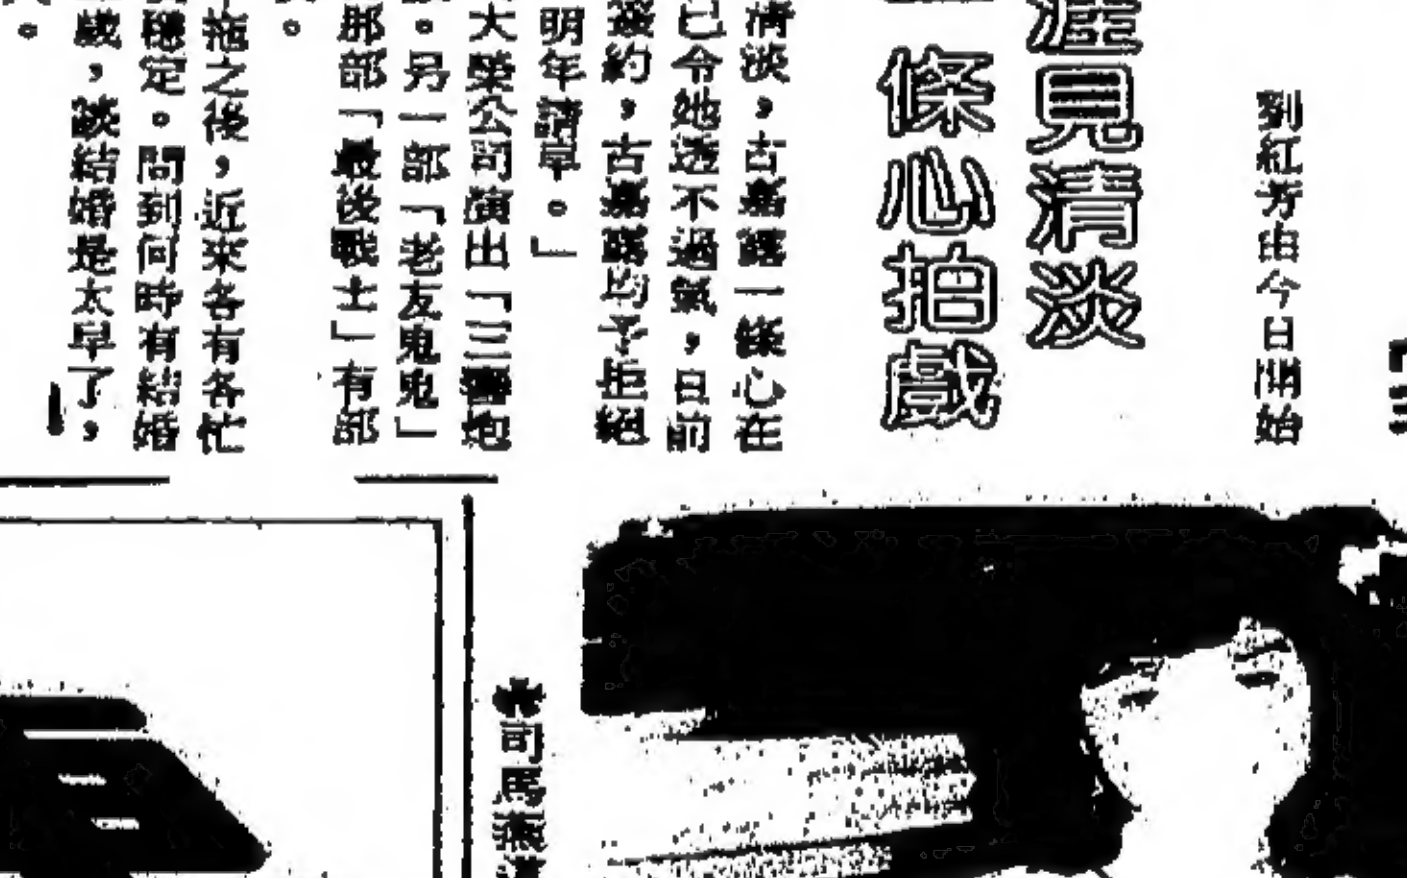 劉紅芳由今日開始
涯見清淡
一條心拍戲
清淡，古嘉露一條心在
已令她透不過氣，日前
簽約，古嘉露均予拒絕
明年請早。」
大榮公司演出「三響炮
。另一部「老友鬼鬼」
那部「最後戰士」有部
拖之後，近來各有各忙
穩定。問到何時有結婚
歲，談結婚是太早了，
司馬燕